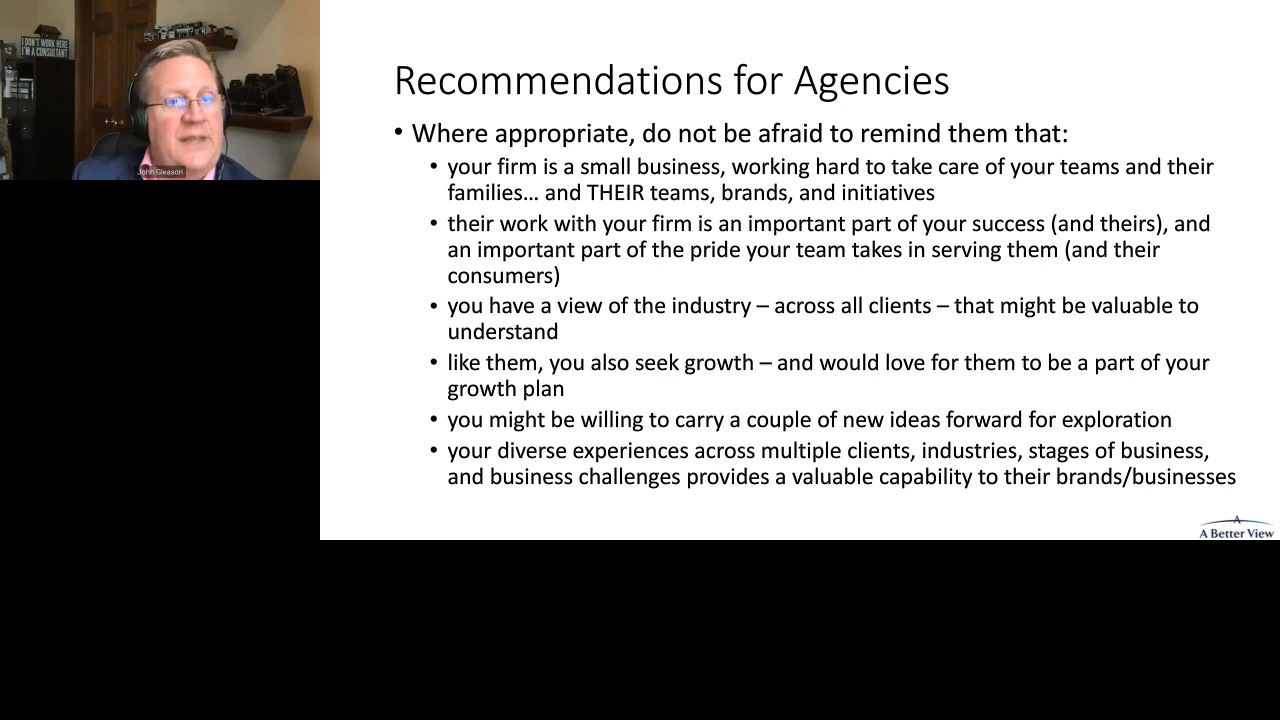 I DON'T WORK HERE
I'M A CONSULTANT
John Gleason
Recommendations for Agencies
• Where appropriate, do not be afraid to remind them that:
• your firm is a small business, working hard to take care of your teams and their
families… and THEIR teams, brands, and initiatives
• their work with your firm is an important part of your success (and theirs), and
an important part of the pride your team takes in serving them (and their
consumers)
• you have a view of the industry – across all clients – that might be valuable to
understand
• like them, you also seek growth – and would love for them to be a part of your
growth plan
• you might be willing to carry a couple of new ideas forward for exploration
• your diverse experiences across multiple clients, industries, stages of business,
and business challenges provides a valuable capability to their brands/businesses
A
A Better View